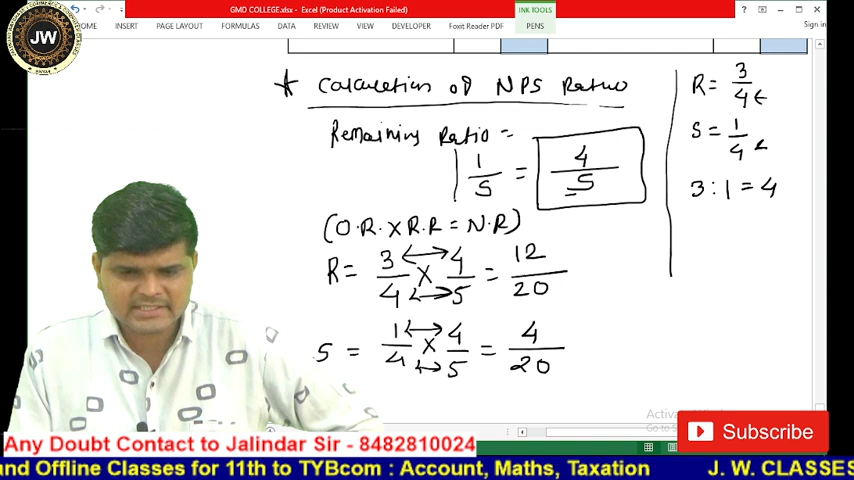 GMD COLLEGE.xlsx - Excel (Product Activation Failed)
INK TOOLS
HOME INSERT PAGE LAYOUT FORMULAS DATA REVIEW VIEW DEVELOPER Foxit Reader PDF PENS
Sign in
JW
★ Calculation of NPS Ratio
Remaining Ratio =
1/5 = 4/5
(O.R. X R.R = N.R)
R = 3/4 X 4/5 = 12/20
S = 1/4 X 4/5 = 4/20
R = 3/4
S = 1/4
3 : 1 = 4
Subscribe
Any Doubt Contact to Jalindar Sir - 8482810024
and Offline Classes for 11th to TYBcom : Account, Maths, Taxation J. W. CLASSES